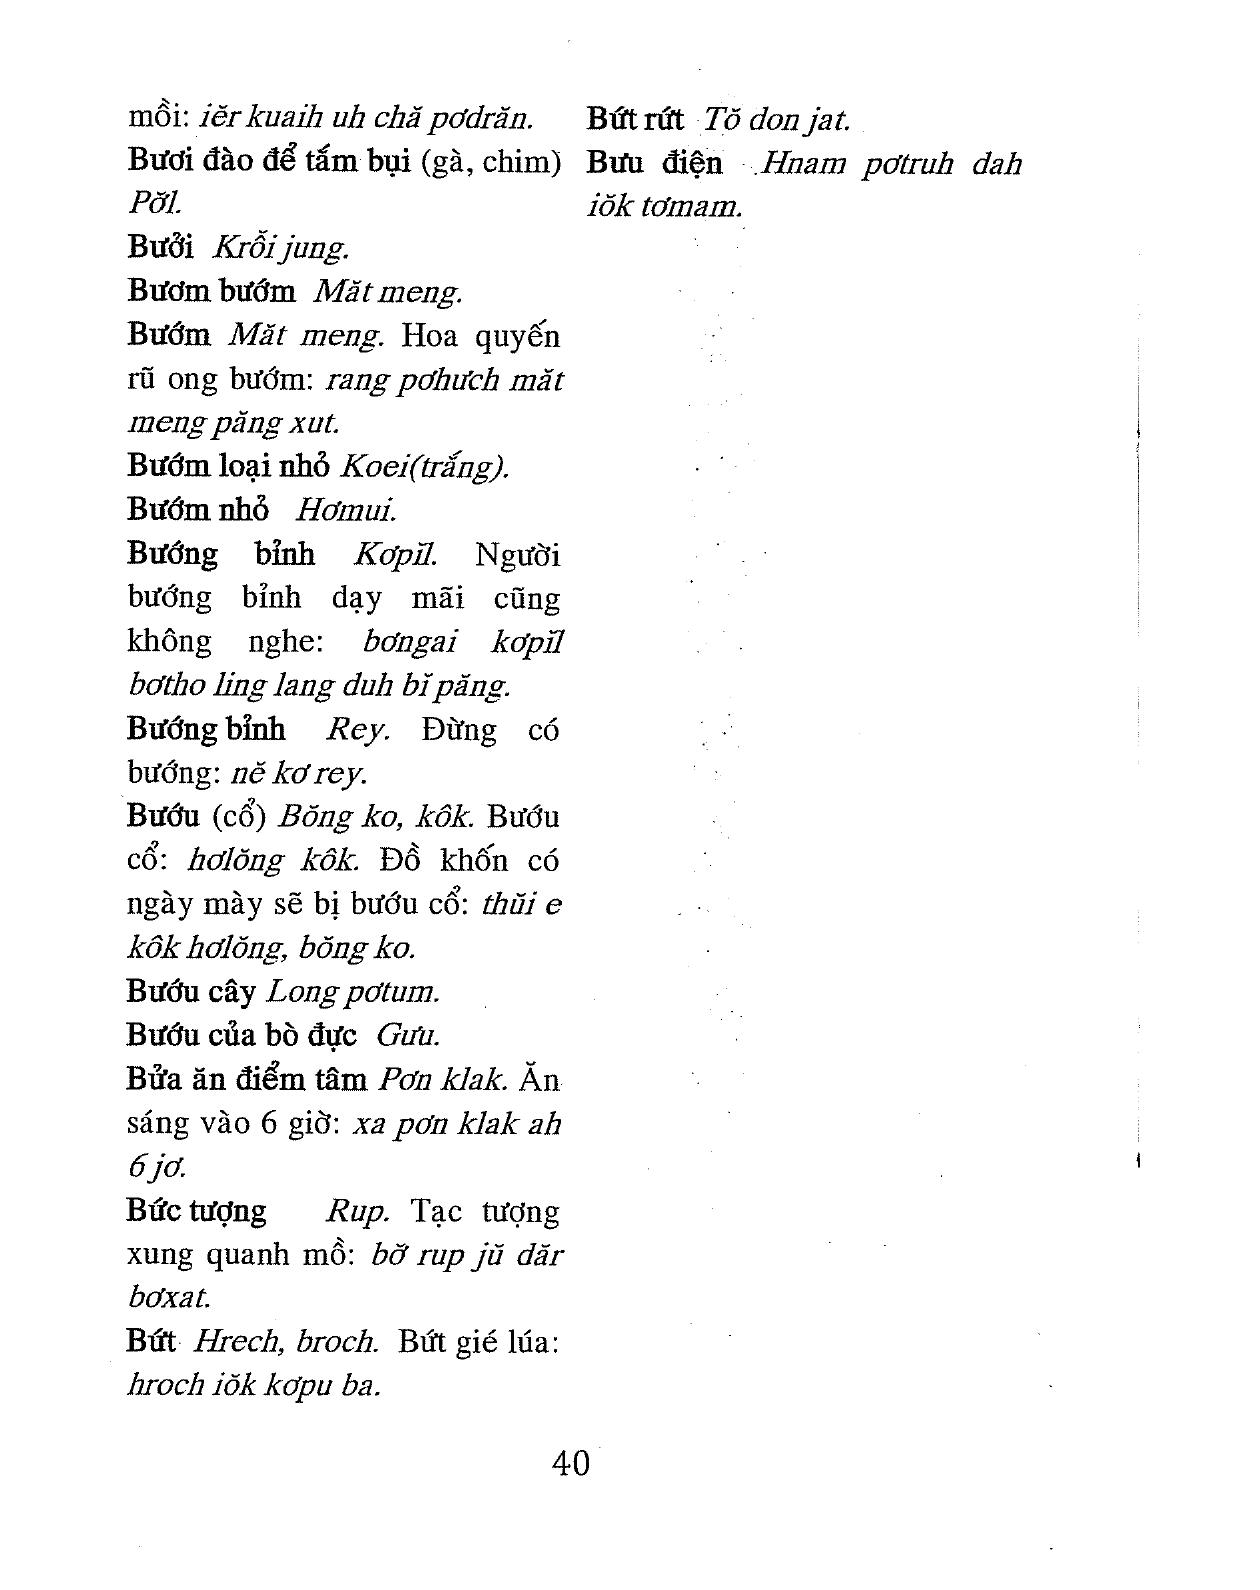 mồi: iĕr kuaih uh chă pơdrăn.
Bươi đào để tắm bụi (gà, chim)
Pơ̆l.
Bưởi Krô̆i jung.
Bươm bướm Măt meng.
Bướm Măt meng. Hoa quyến
rũ ong bướm: rang pơhưch măt
meng păng xut.
Bướm loại nhỏ Koei(trắng).
Bướm nhỏ Hơmui.
Bướng bỉnh Kơpĭl. Người
bướng bỉnh dạy mãi cũng
không nghe: bơngai kơpĭl
bơtho ling lang duh bĭ păng.
Bướng bỉnh Rey. Đừng có
bướng: nĕ kơ rey.
Bướu (cổ) Bŏng ko, kôk. Bướu
cổ: hơlŏng kôk. Đồ khốn có
ngày mày sẽ bị bướu cổ: thŭi e
kôk hơlŏng, bŏng ko.
Bướu cây Long pơtum.
Bướu của bò đực Gưu.
Bửa ăn điểm tâm Pơn klak. Ăn
sáng vào 6 giờ: xa pơn klak ah
6 jơ.
Bức tượng Rup. Tạc tượng
xung quanh mồ: bơ̆ rup jŭ dăr
bơxat.
Bứt Hrech, broch. Bứt gié lúa:
hroch iŏk kơpu ba.
Bứt rứt Tŏ don jat.
Bưu điện Hnam pơtruh dah
iŏk tơmam.
40